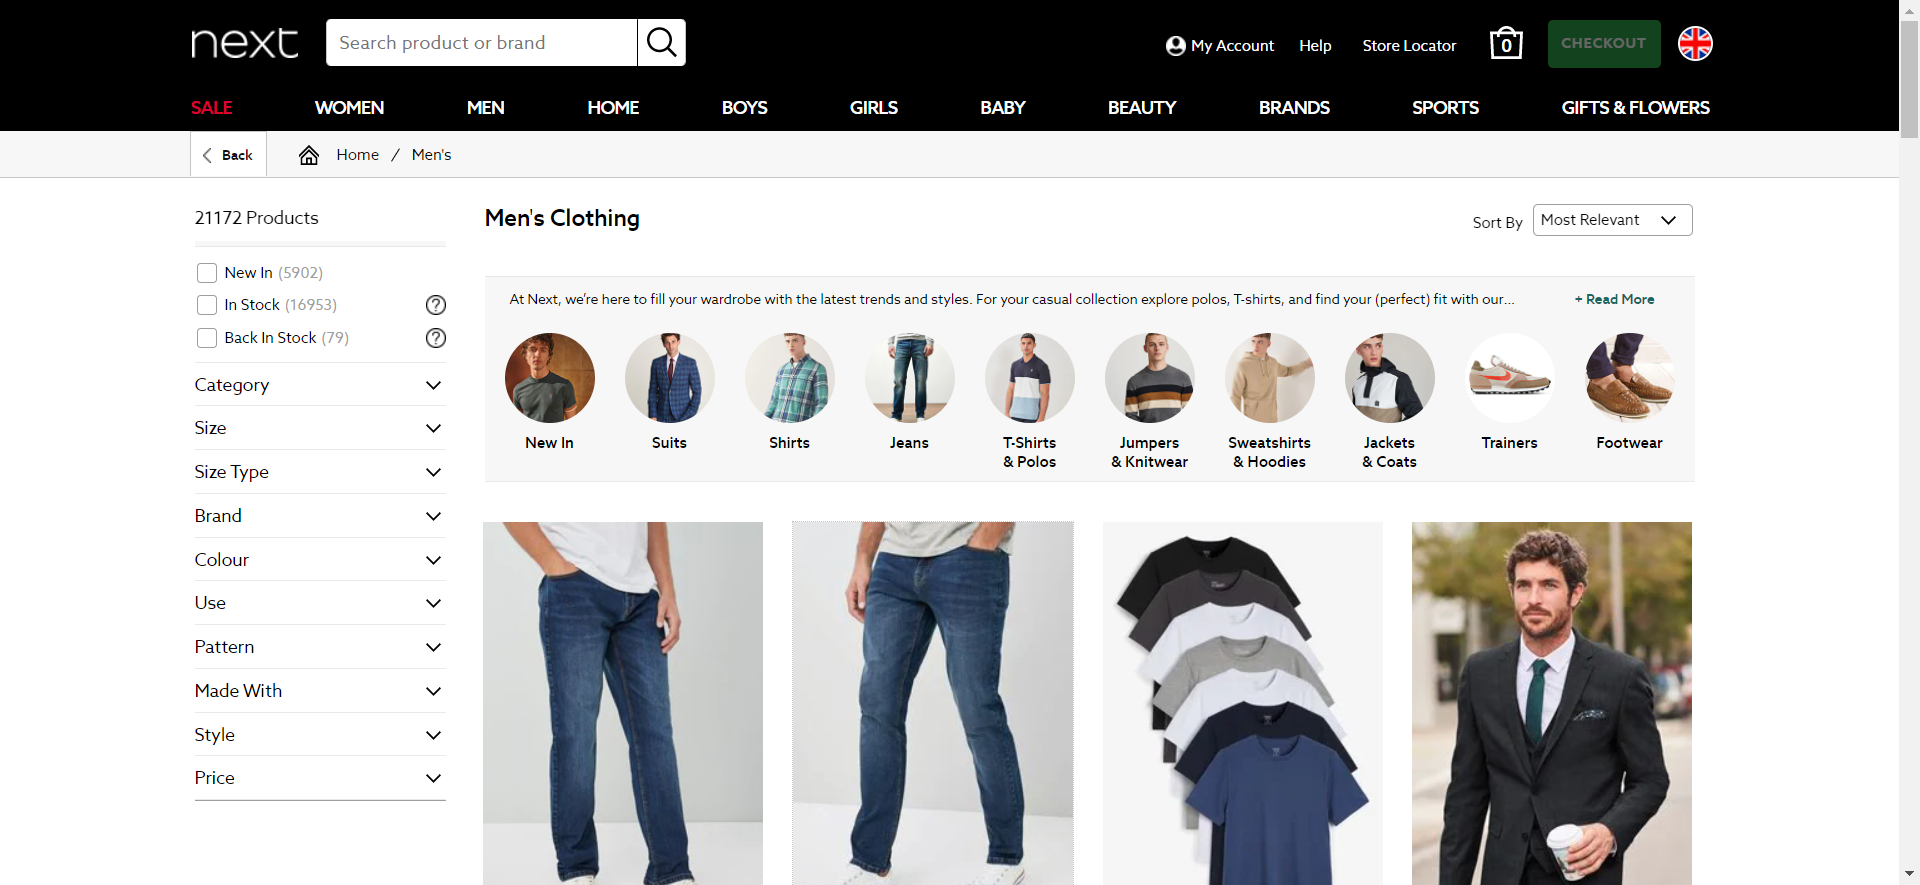 next
Search product or brand
My Account
Help
Store Locator
0
CHECKOUT
SALE
WOMEN
MEN
HOME
BOYS
GIRLS
BABY
BEAUTY
BRANDS
SPORTS
GIFTS & FLOWERS
Back
Home / Men's
21172 Products
New In (5902)
In Stock (16953)
?
Back In Stock (79)
?
Category
Size
Size Type
Brand
Colour
Use
Pattern
Made With
Style
Price
Men's Clothing
Sort By
Most Relevant
At Next, we're here to fill your wardrobe with the latest trends and styles. For your casual collection explore polos, T-shirts, and find your (perfect) fit with our...
+ Read More
New In
Suits
Shirts
Jeans
T-Shirts
& Polos
Jumpers
& Knitwear
Sweatshirts
& Hoodies
Jackets
& Coats
Trainers
Footwear